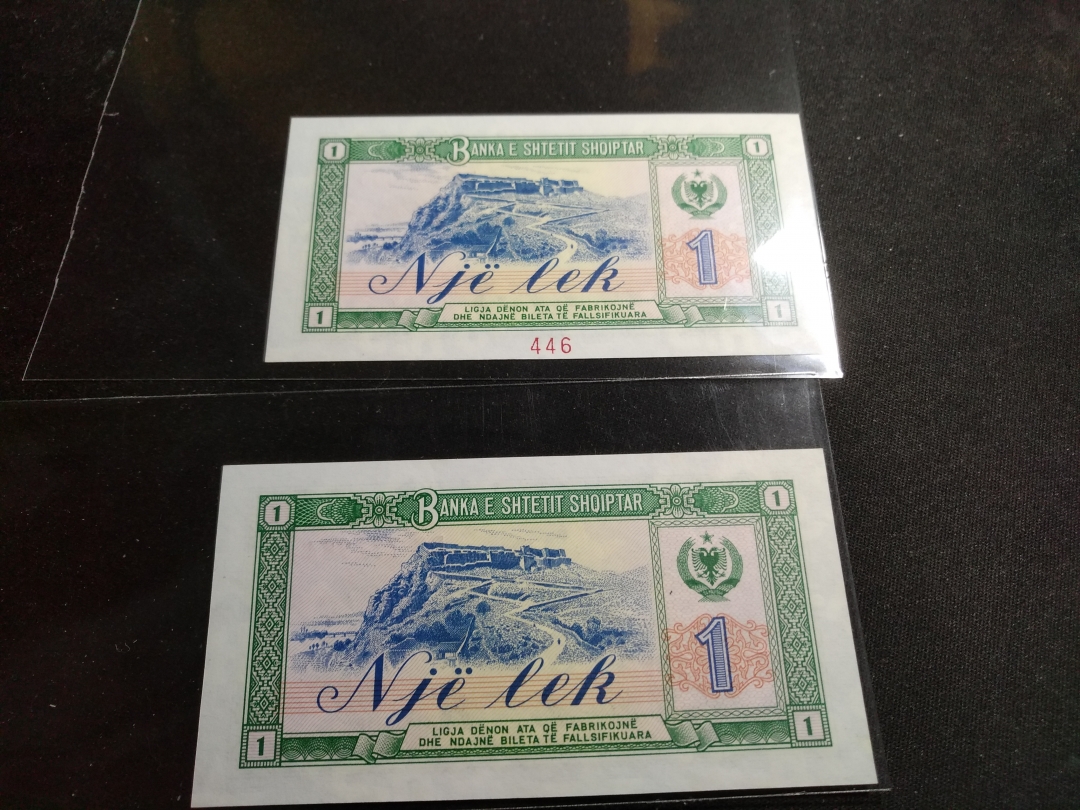 1 BANKA E SHTETIT SHQIPTAR 1
1
Një lek
LIGJA DËNON ATA QË FABRIKOJNË
DHE NDAJNË BILETA TË FALLSIFIKUARA
1 1
446
1 BANKA E SHTETIT SHQIPTAR 1
1
Një lek
LIGJA DËNON ATA QË FABRIKOJNË
DHE NDAJNË BILETA TË FALLSIFIKUARA
1 1